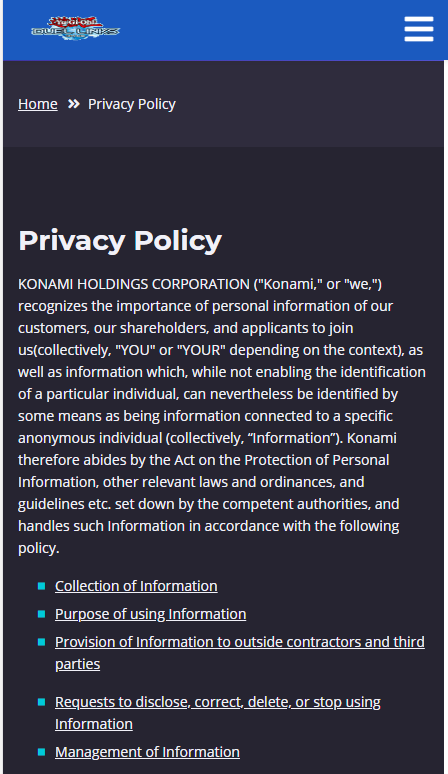 Yu-Gi-Oh!
DUEL LINKS
Home » Privacy Policy
Privacy Policy
KONAMI HOLDINGS CORPORATION ("Konami," or "we,")
recognizes the importance of personal information of our
customers, our shareholders, and applicants to join
us(collectively, "YOU" or "YOUR" depending on the context), as
well as information which, while not enabling the identification
of a particular individual, can nevertheless be identified by
some means as being information connected to a specific
anonymous individual (collectively, “Information”). Konami
therefore abides by the Act on the Protection of Personal
Information, other relevant laws and ordinances, and
guidelines etc. set down by the competent authorities, and
handles such Information in accordance with the following
policy.
Collection of Information
Purpose of using Information
Provision of Information to outside contractors and third
parties
Requests to disclose, correct, delete, or stop using
Information
Management of Information